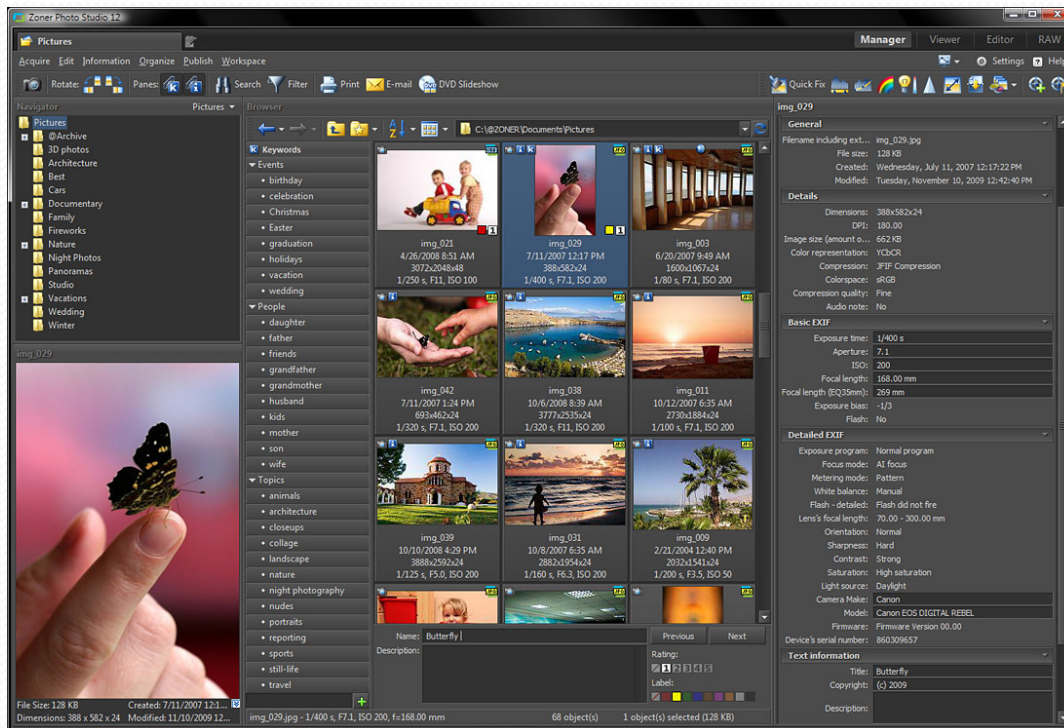 Zoner Photo Studio 12
Pictures
Manager Viewer Editor RAW
Acquire Edit Information Organize Publish Workspace
Settings Help
Rotate: Panes: Search Filter Print E-mail DVD Slideshow
Quick Fix
Navigator Pictures
Pictures
@Archive
3D photos
Architecture
Best
Cars
Documentary
Family
Fireworks
Nature
Night Photos
Panoramas
Studio
Vacations
Wedding
Winter
img_029
File Size: 128 KB Created: 7/11/2007 12:1...
Dimensions: 388 x 582 x 24 Modified: 11/10/2009 12...
Browser
C:\@ZONER\Documents\Pictures
Keywords
Events
birthday
celebration
Christmas
Easter
graduation
holidays
vacation
wedding
People
daughter
father
friends
grandfather
grandmother
husband
kids
mother
son
wife
Topics
animals
architecture
closeups
collage
landscape
nature
night photography
nudes
portraits
reporting
sports
still-life
travel
img_021
4/26/2008 8:51 AM
3072x2048x48
1/250 s, F11, ISO 100
img_029
7/11/2007 12:17 PM
388x582x24
1/400 s, F7.1, ISO 200
img_003
6/20/2007 9:49 AM
1600x1067x24
1/80 s, F7.1, ISO 200
img_042
7/11/2007 1:24 PM
693x462x24
1/320 s, F7.1, ISO 200
img_038
10/6/2008 8:39 AM
3777x2535x24
1/320 s, F11, ISO 200
img_011
10/12/2007 6:35 AM
2730x1884x24
1/100 s, F7.1, ISO 200
img_039
10/10/2008 4:29 PM
3888x2592x24
1/125 s, F5.0, ISO 200
img_031
10/8/2007 6:35 AM
2882x1954x24
1/160 s, F6.3, ISO 200
img_009
2/21/2004 12:40 PM
2032x1541x24
1/200 s, F3.5, ISO 50
Name: Butterfly
Description:
Previous Next
Rating:
1 2 3 4 5
Label:
img_029.jpg - 1/400 s, F7.1, ISO 200, f=168.00 mm 68 object(s) 1 object(s) selected (128 KB)
img_029
General
Filename including ext... img_029.jpg
File size: 128 KB
Created: Wednesday, July 11, 2007 12:17:22 PM
Modified: Tuesday, November 10, 2009 12:42:40 PM
Details
Dimensions: 388x582x24
DPI: 180.00
Image size (amount o... 662 KB
Color representation: YCbCR
Compression: JFIF Compression
Colorspace: sRGB
Compression quality: Fine
Audio note: No
Basic EXIF
Exposure time: 1/400 s
Aperture: 7.1
ISO: 200
Focal length: 168.00 mm
Focal length (EQ35mm) 269 mm
Exposure bias: -1/3
Flash: No
Detailed EXIF
Exposure program: Normal program
Focus mode: AI focus
Metering mode: Pattern
White balance: Manual
Flash - detailed: Flash did not fire
Lens's focal length: 70.00 - 300.00 mm
Orientation: Normal
Sharpness: Hard
Contrast: Strong
Saturation: High saturation
Light source: Daylight
Camera Make: Canon
Model: Canon EOS DIGITAL REBEL
Firmware: Firmware Version 00.00
Device's serial number: 860309657
Text information
Title: Butterfly
Copyright: (c) 2009
Description: